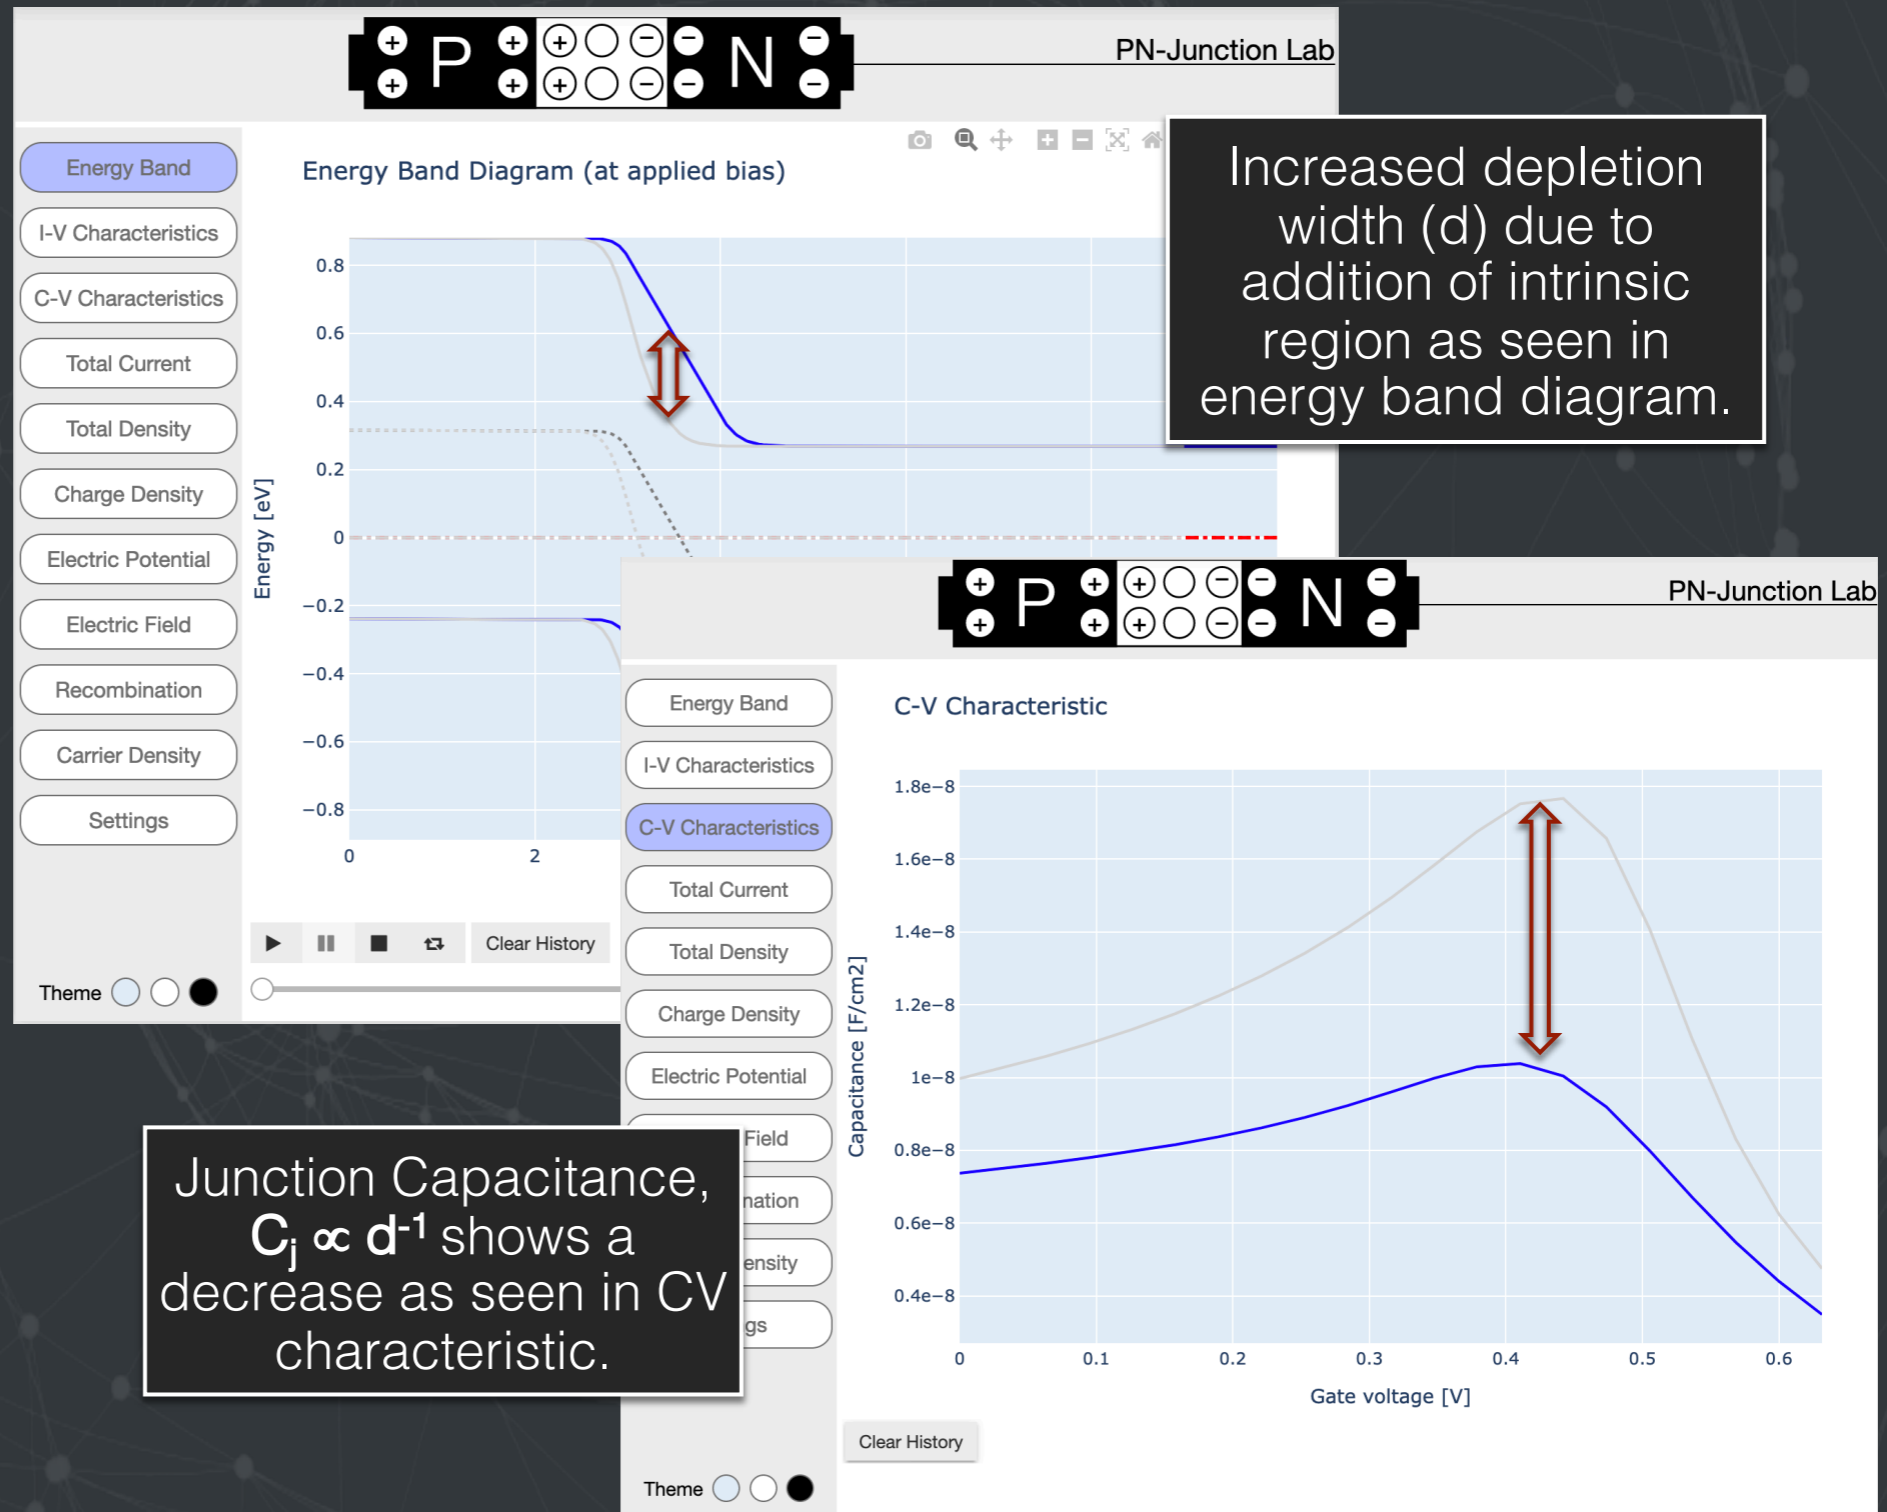 P
N
PN-Junction Lab
Energy Band
I-V Characteristics
C-V Characteristics
Total Current
Total Density
Charge Density
Electric Potential
Electric Field
Recombination
Carrier Density
Settings
Theme
Energy Band Diagram (at applied bias)
Energy [eV]
0.8
0.6
0.4
0.2
0
−0.2
−0.4
−0.6
−0.8
0
2
Clear History
Increased depletion
width (d) due to
addition of intrinsic
region as seen in
energy band diagram.
P
N
PN-Junction Lab
Energy Band
I-V Characteristics
C-V Characteristics
Total Current
Total Density
Charge Density
Electric Potential
Field
nation
ensity
gs
Theme
C-V Characteristic
Capacitance [F/cm2]
1.8e−8
1.6e−8
1.4e−8
1.2e−8
1e−8
0.8e−8
0.6e−8
0.4e−8
0
0.1
0.2
0.3
0.4
0.5
0.6
Gate voltage [V]
Clear History
Junction Capacitance,
Cj ∝ d-1 shows a
decrease as seen in CV
characteristic.